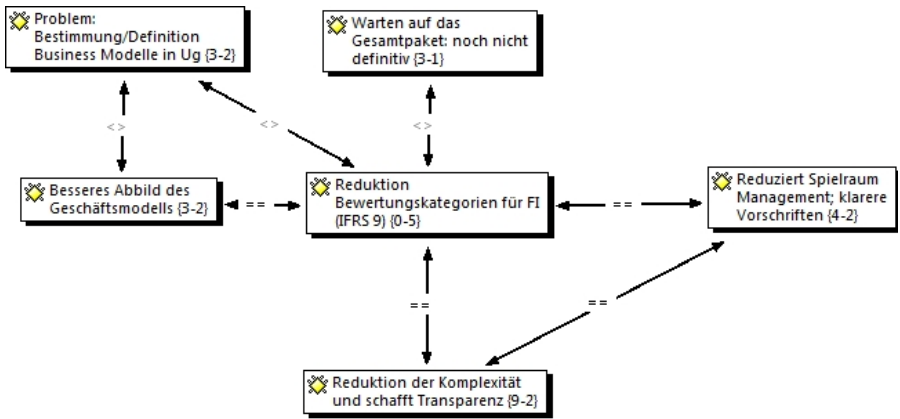 Problem:
Bestimmung/Definition
Business Modelle in Ug {3-2}
Warten auf das
Gesamtpaket: noch nicht
definitiv {3-1}
<>
<>
<>
Besseres Abbild des
Geschäftsmodells {3-2}
==
Reduktion
Bewertungskategorien für FI
(IFRS 9) {0-5}
==
Reduziert Spielraum
Management; klarere
Vorschriften {4-2}
==
==
Reduktion der Komplexität
und schafft Transparenz {9-2}